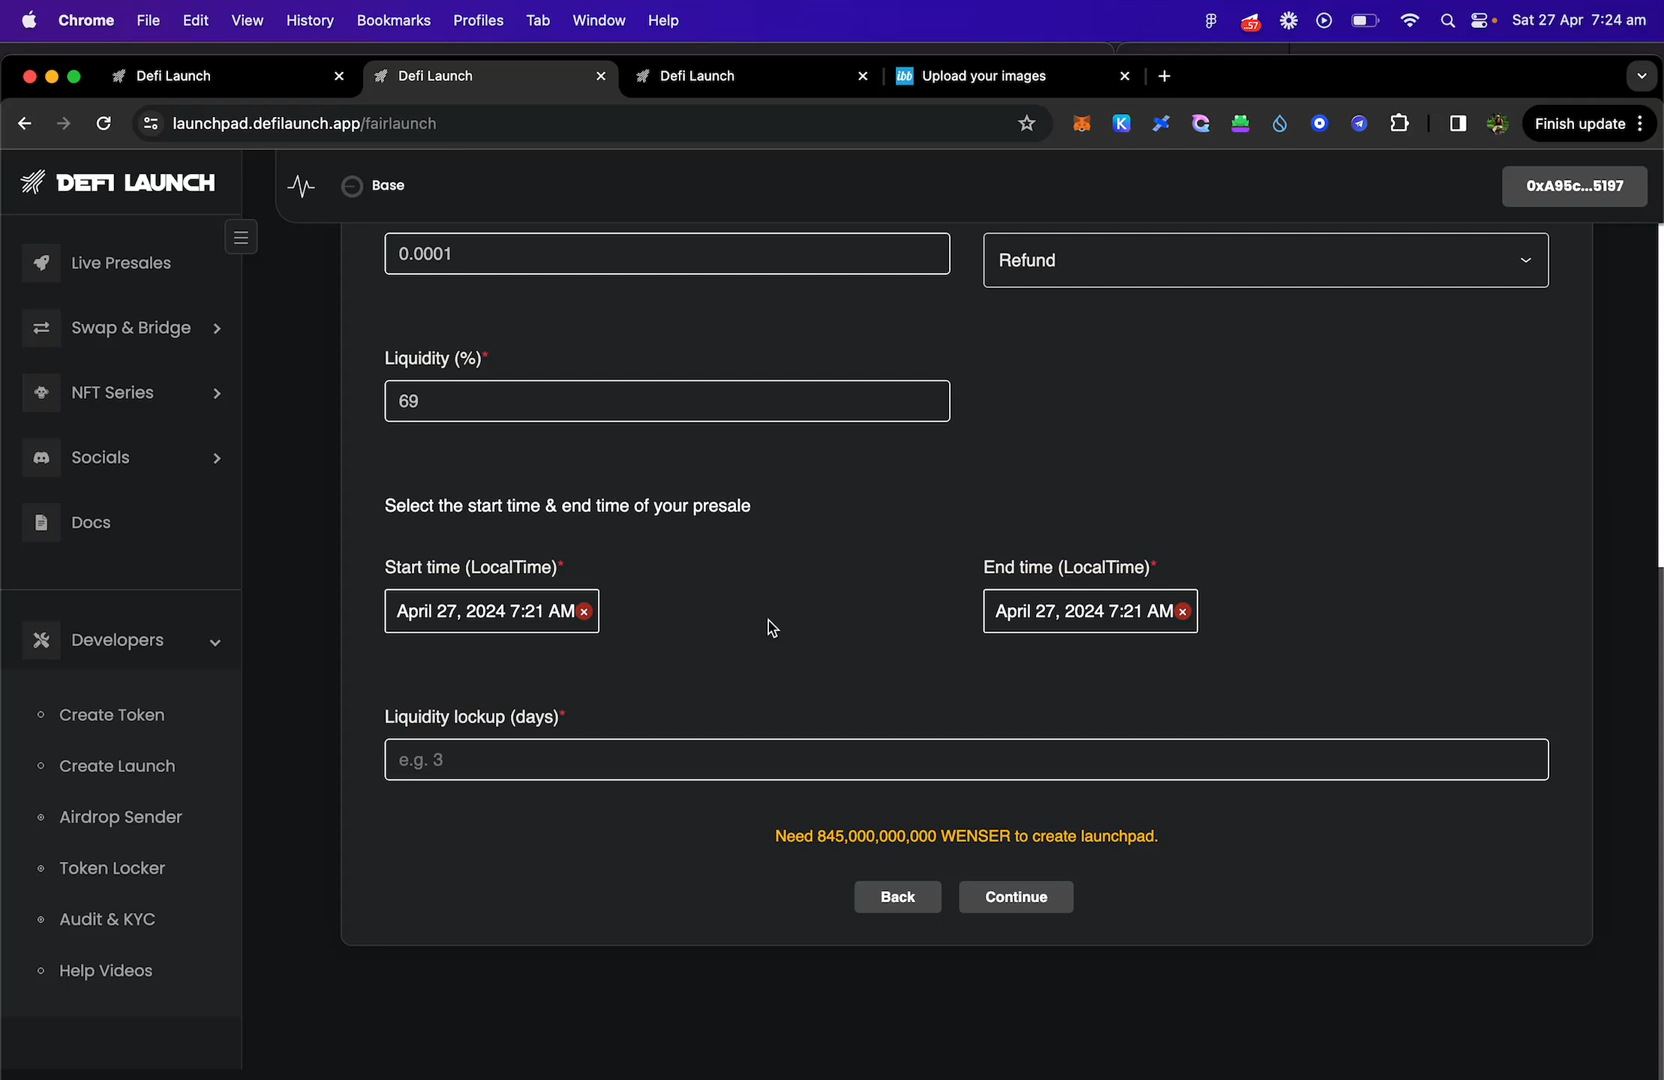 Chrome File Edit View History Bookmarks Profiles Tab Window Help 57 Sat 27 Apr 7:24 am
Defi Launch Defi Launch Defi Launch ibb Upload your images
launchpad.defilaunch.app/fairlaunch Finish update
DEFI LAUNCH
Base
0xA95c...5197
Live Presales
Swap & Bridge
NFT Series
Socials
Docs
Developers
Create Token
Create Launch
Airdrop Sender
Token Locker
Audit & KYC
Help Videos
0.0001
Refund
Liquidity (%)*
69
Select the start time & end time of your presale
Start time (LocalTime)*
End time (LocalTime)*
April 27, 2024 7:21 AM
April 27, 2024 7:21 AM
Liquidity lockup (days)*
e.g. 3
Need 845,000,000,000 WENSER to create launchpad.
Back Continue